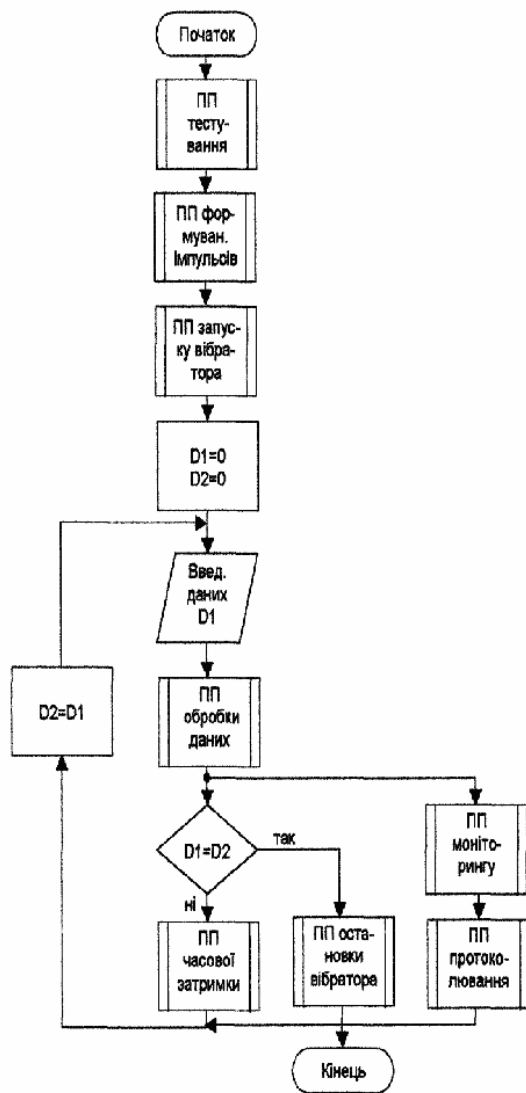 Початок
ПП
тесту-
вання
ПП фор-
муван.
Імпульсів
ПП запус-
ку вібра-
тора
D1=0
D2=0
Введ.
даних
D1
D2=D1
ПП
обробки
даних
D1=D2
так
ні
ПП
моніто-
рингу
ПП
часової
затримки
ПП оста-
новки
вібратора
ПП
протоко-
лювання
Кінець